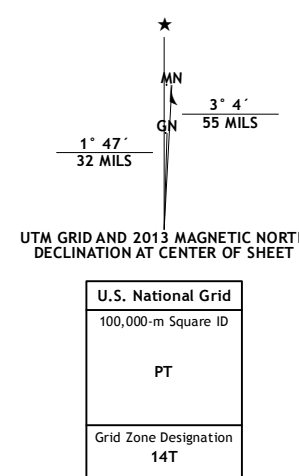 ★
MN
GN
3° 4´
55 MILS
1° 47´
32 MILS
UTM GRID AND 2013 MAGNETIC NORTH
DECLINATION AT CENTER OF SHEET
U.S. National Grid
100,000-m Square ID
PT
Grid Zone Designation
14T